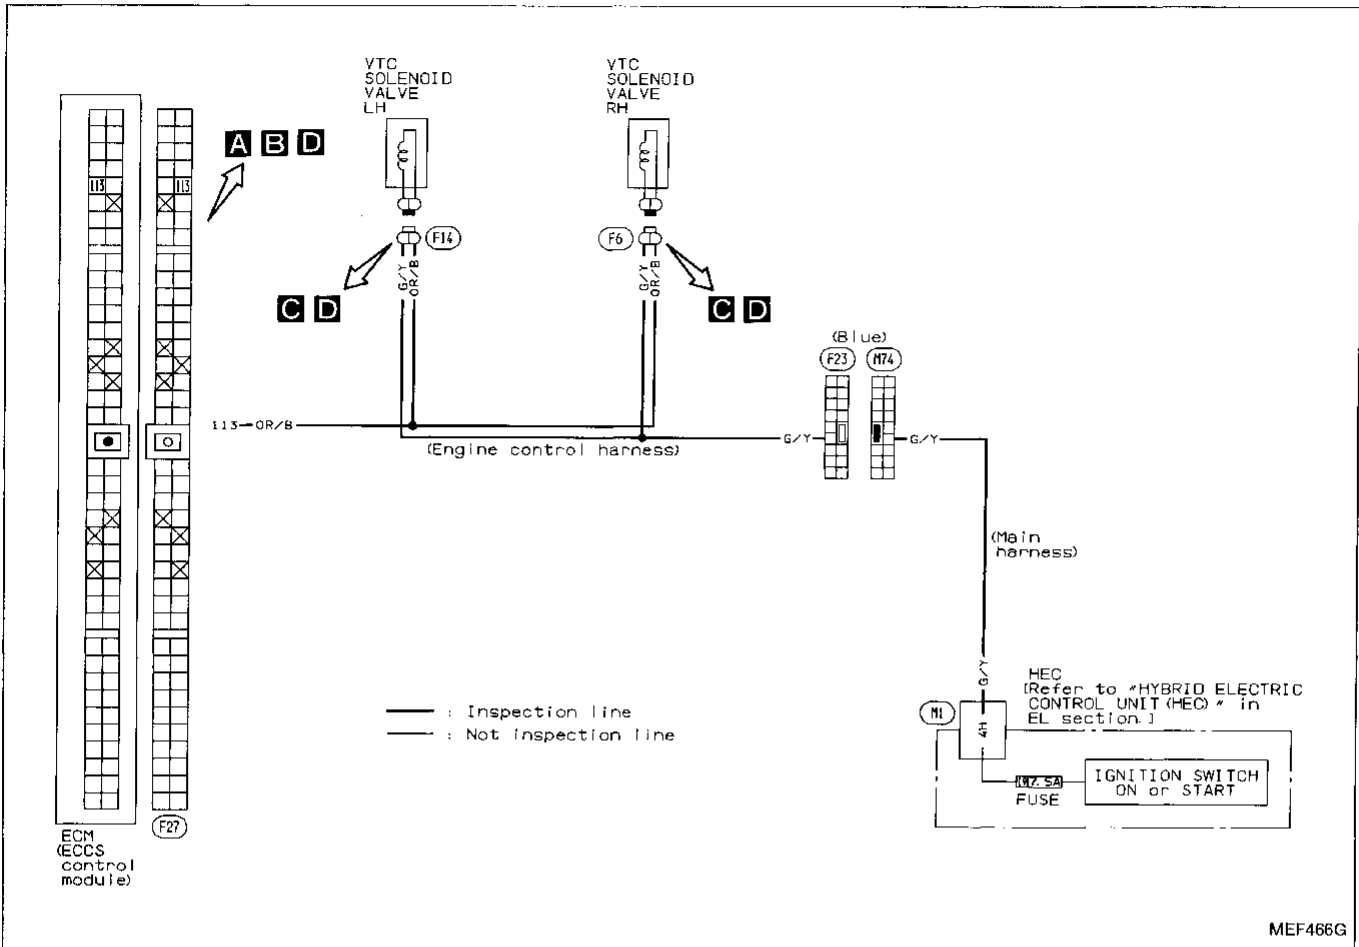 VTC
SOLENOID
VALVE
LH
VTC
SOLENOID
VALVE
RH
A B D
113
113
F14
F6
G/Y
OR/B
G/Y
OR/B
C D
C D
(Blue)
F23
M74
113 OR/B
G/Y
G/Y
(Engine control harness)
(Main
harness)
G/Y
HEC
[Refer to "HYBRID ELECTRIC
CONTROL UNIT (HEC)" in
EL section.]
M1
4H
: Inspection line
: Not inspection line
7.5A
FUSE
IGNITION SWITCH
ON or START
F27
ECM
(ECCS
control
module)
MEF466G